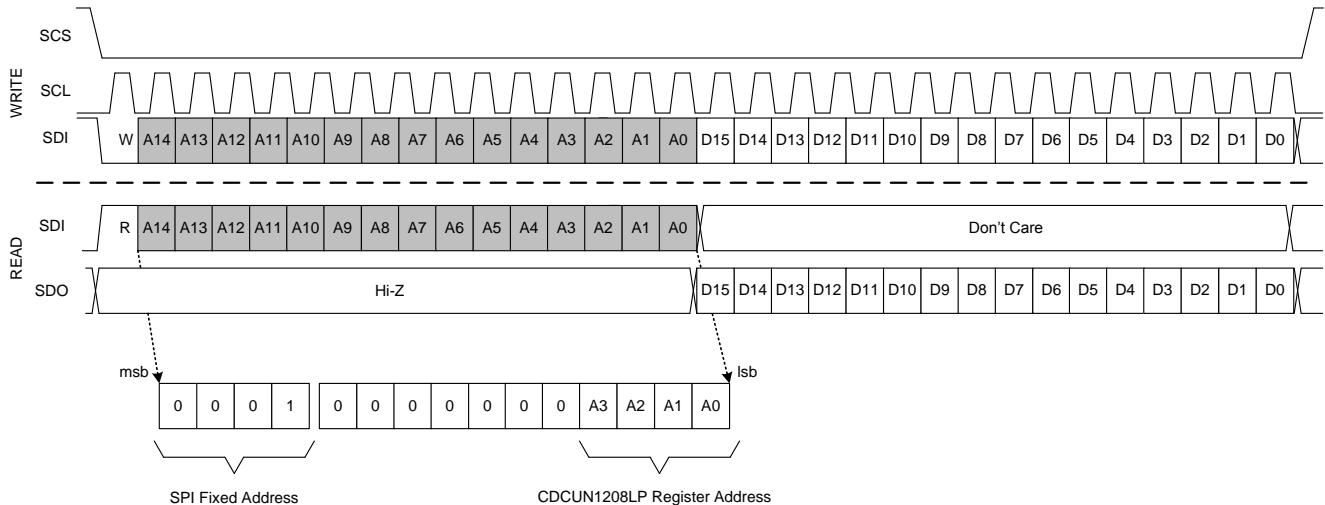 WRITE
SCS
SCL
SDI W A14 A13 A12 A11 A10 A9 A8 A7 A6 A5 A4 A3 A2 A1 A0 D15 D14 D13 D12 D11 D10 D9 D8 D7 D6 D5 D4 D3 D2 D1 D0
READ
SDI R A14 A13 A12 A11 A10 A9 A8 A7 A6 A5 A4 A3 A2 A1 A0 Don't Care
SDO Hi-Z D15 D14 D13 D12 D11 D10 D9 D8 D7 D6 D5 D4 D3 D2 D1 D0
msb lsb
0 0 0 1 0 0 0 0 0 0 0 A3 A2 A1 A0
SPI Fixed Address CDCUN1208LP Register Address